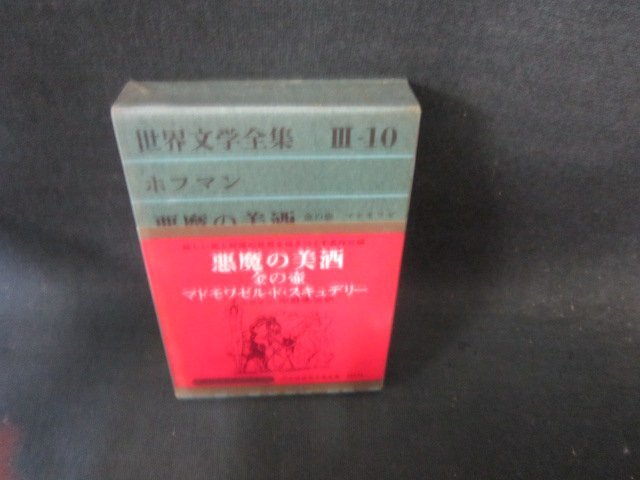 世界文学全集 III-10
ホフマン
悪魔の美酒
悪魔の美酒
金の壷
マドモワゼル・ド・スキュデリー